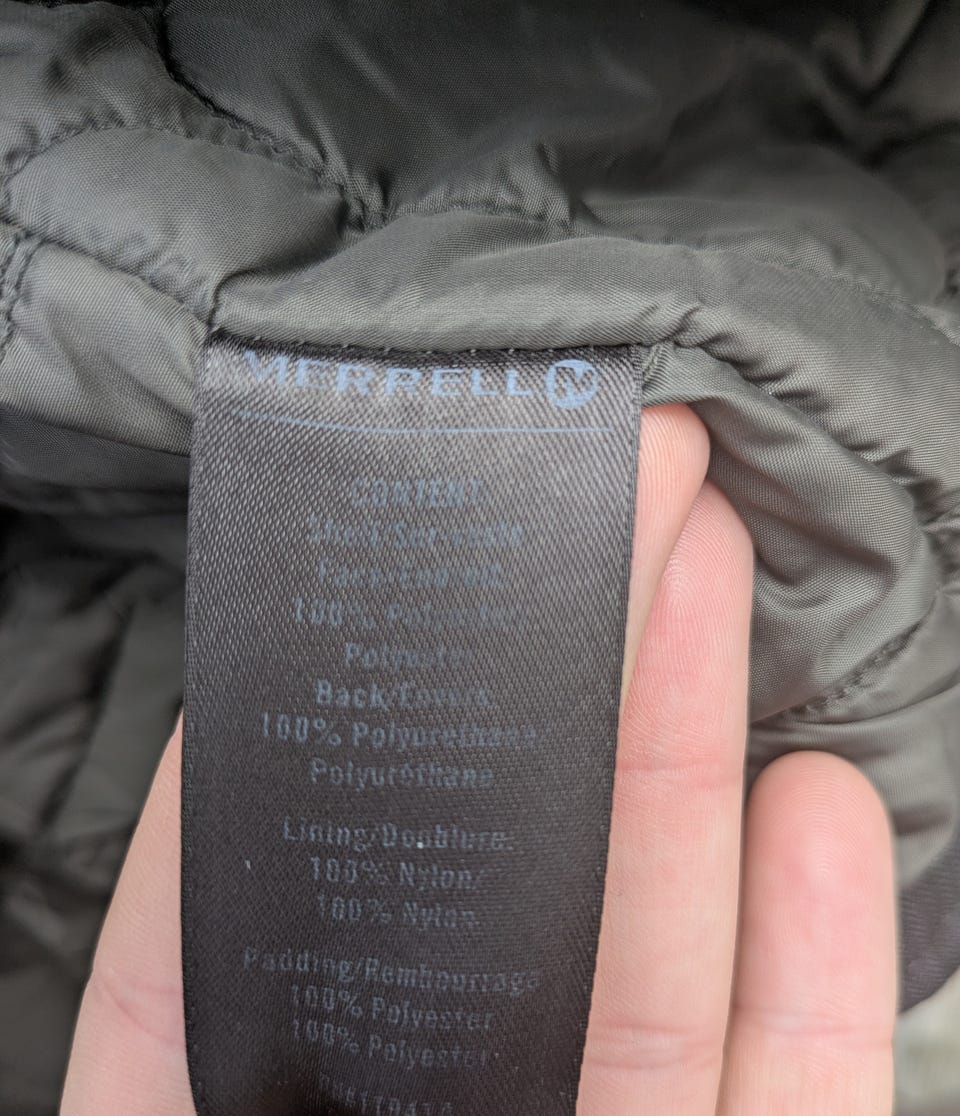 MERRELL
CONTENT
100% Polyester
Polyester
Back/Envers
100% Polyurethane
Polyuréthane
Lining/Doublure
100% Nylon/
100% Nylon
Padding/Rembourrage
100% Polyester
100% Polyester